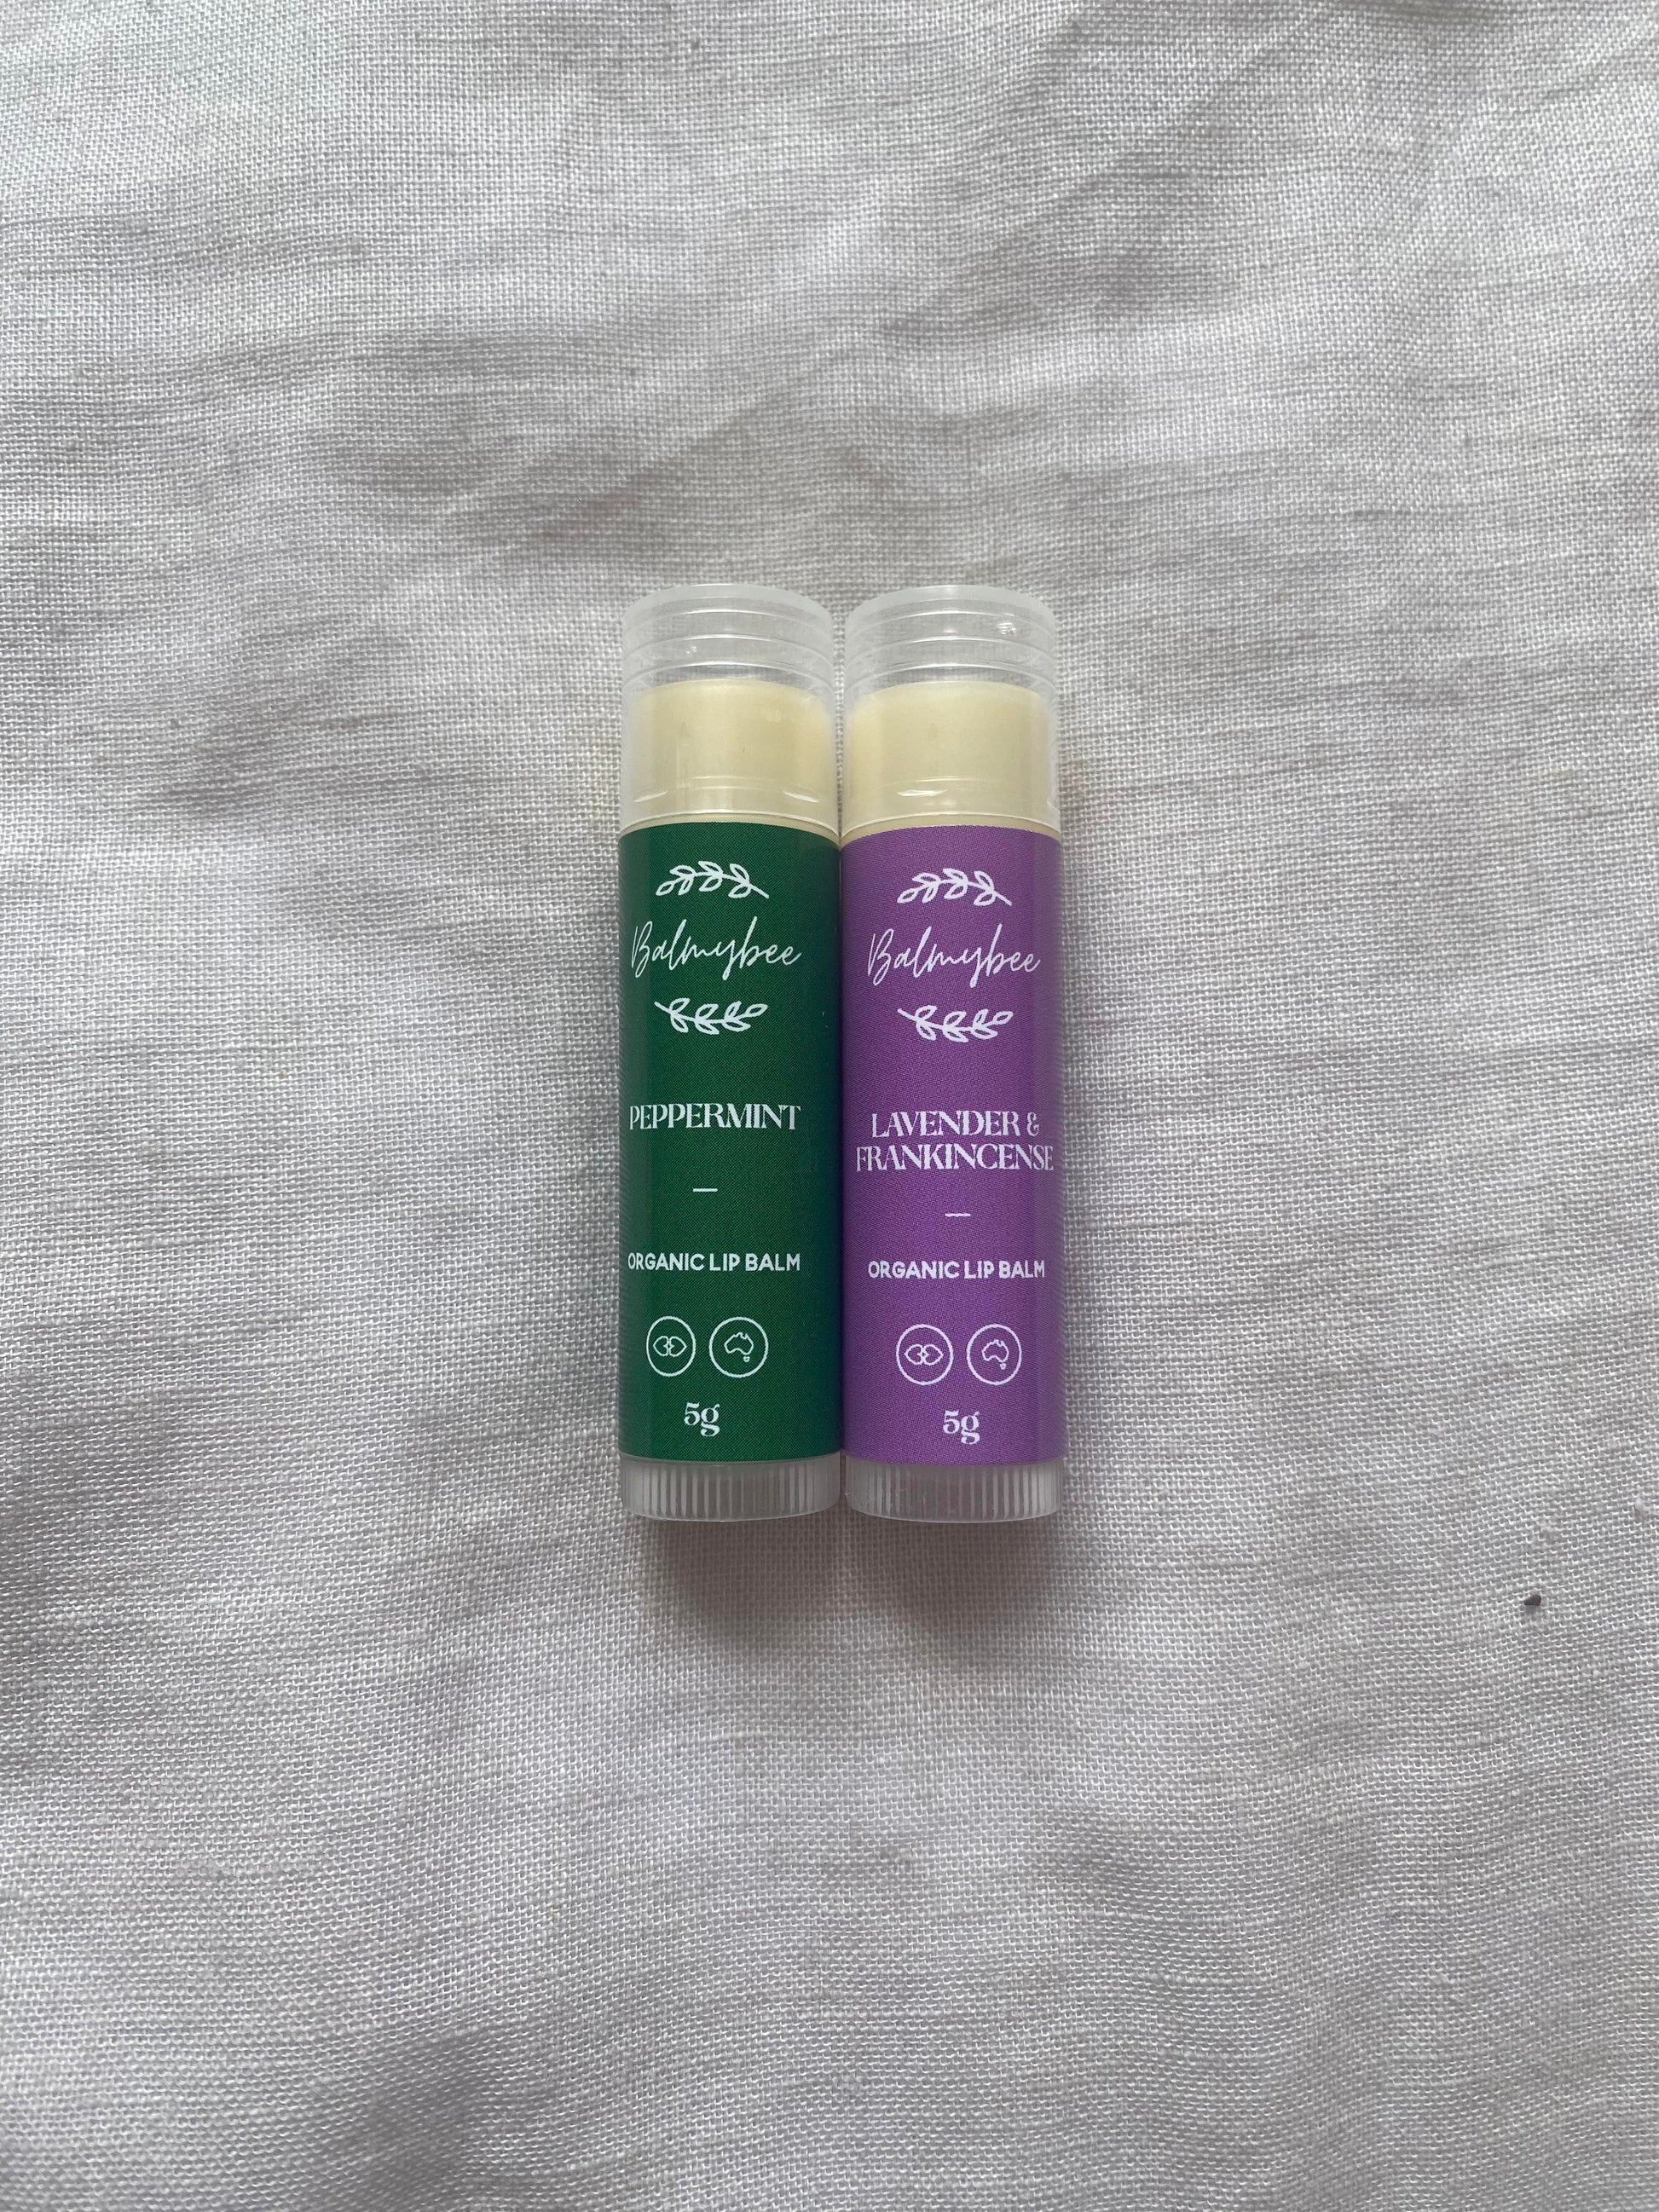 Balmybee
PEPPERMINT
ORGANIC LIP BALM
5g
Balmybee
LAVENDER &
FRANKINCENSE
ORGANIC LIP BALM
5g